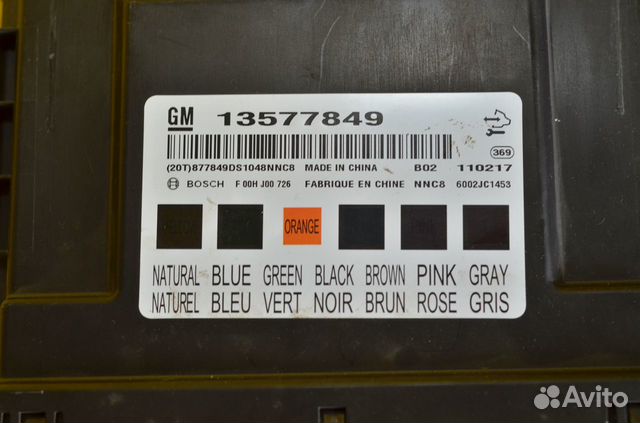 GM 13577849
369
(20T)877849DS1048NNC8 MADE IN CHINA B02 110217
BOSCH F 00H J00 726 FABRIQUE EN CHINE NNC8 6002JC1453
ORANGE
NATURAL BLUE GREEN BLACK BROWN PINK GRAY
NATUREL BLEU VERT NOIR BRUN ROSE GRIS
Avito